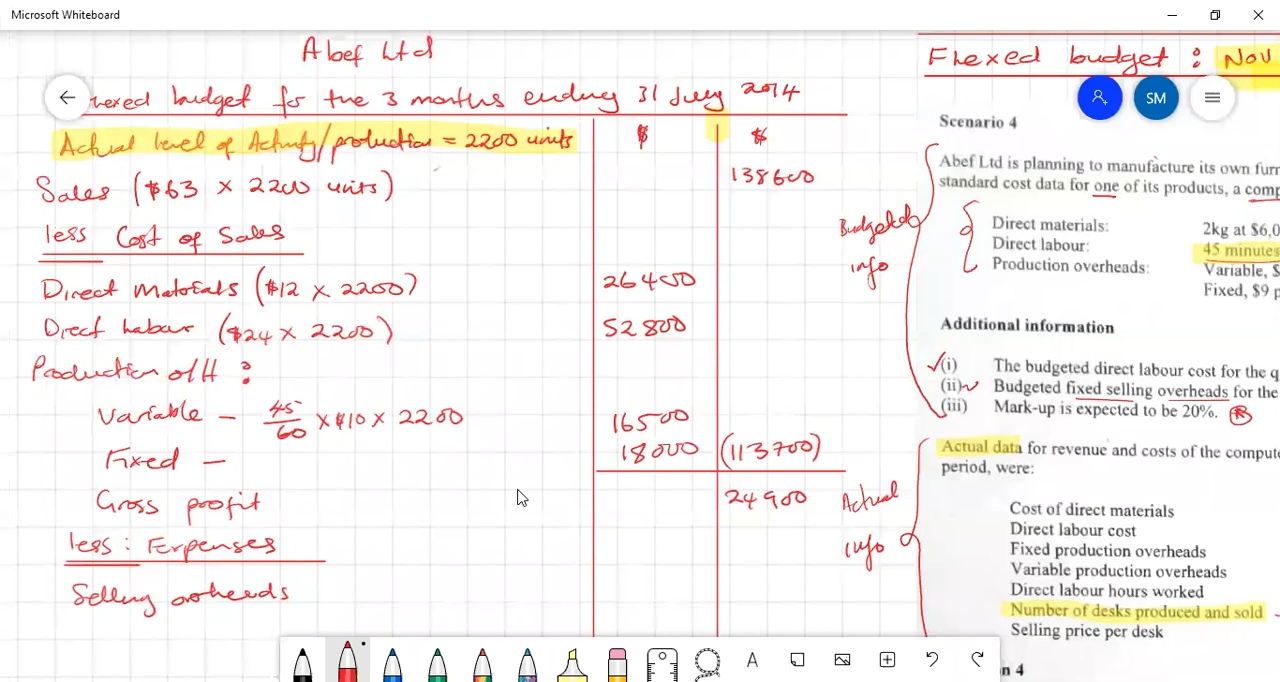 Microsoft Whiteboard
Abef Ltd
Flexed budget for the 3 months ending 31 July 2014
Actual level of Activity/production = 2200 units
$ $
Sales ($63 × 2200 units) 138600
less Cost of Sales
Direct Materials ($12 × 2200) 26400
Direct Labour ($24 × 2200) 52800
Production O/H :
Variable – 45/60 × $10 × 2200 16500
Fixed – 18000 (113700)
Gross profit 24900
less : Expenses
Selling overheads
Flexed budget : Nov
SM
Scenario 4
Abef Ltd is planning to manufacture its own furn
standard cost data for one of its products, a comp
Budgeted
info
Direct materials: 2kg at $6,0
Direct labour: 45 minutes
Production overheads: Variable, $
Fixed, $9 p
Additional information
(i) The budgeted direct labour cost for the q
(ii) Budgeted fixed selling overheads for the
(iii) Mark-up is expected to be 20%.
Actual data for revenue and costs of the compute
period, were:
Actual
info
Cost of direct materials
Direct labour cost
Fixed production overheads
Variable production overheads
Direct labour hours worked
Number of desks produced and sold
Selling price per desk
n 4